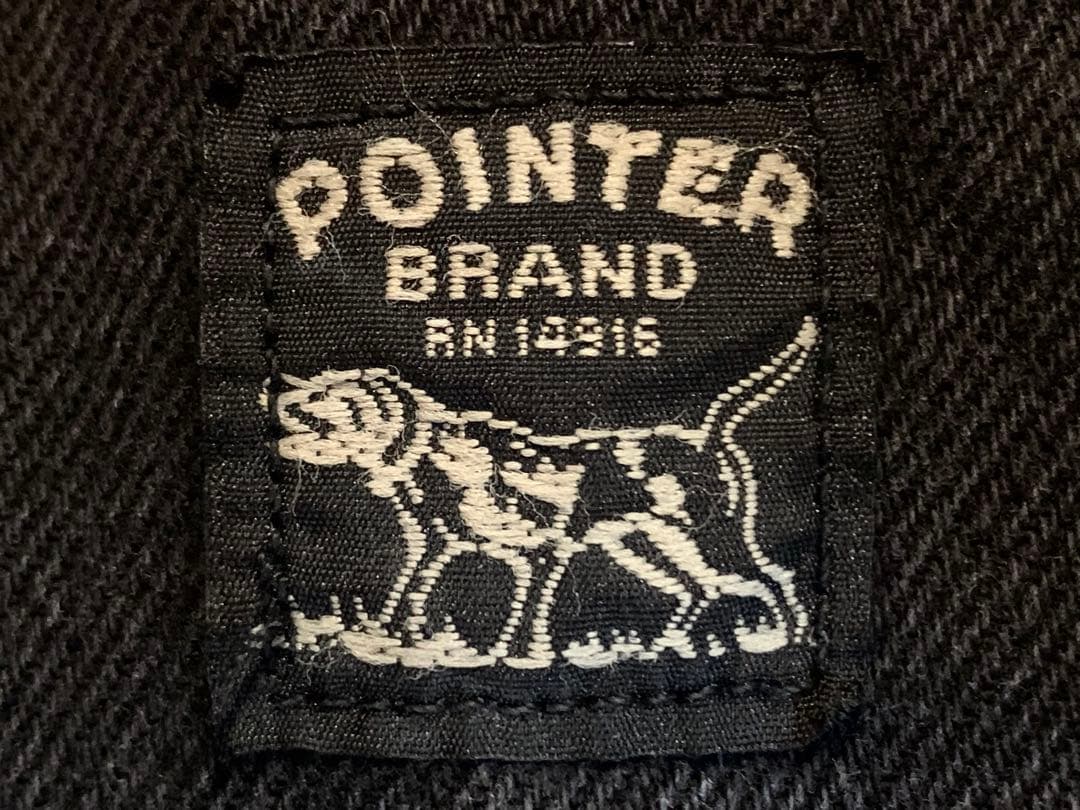 POINTER
BRAND
RN 14916